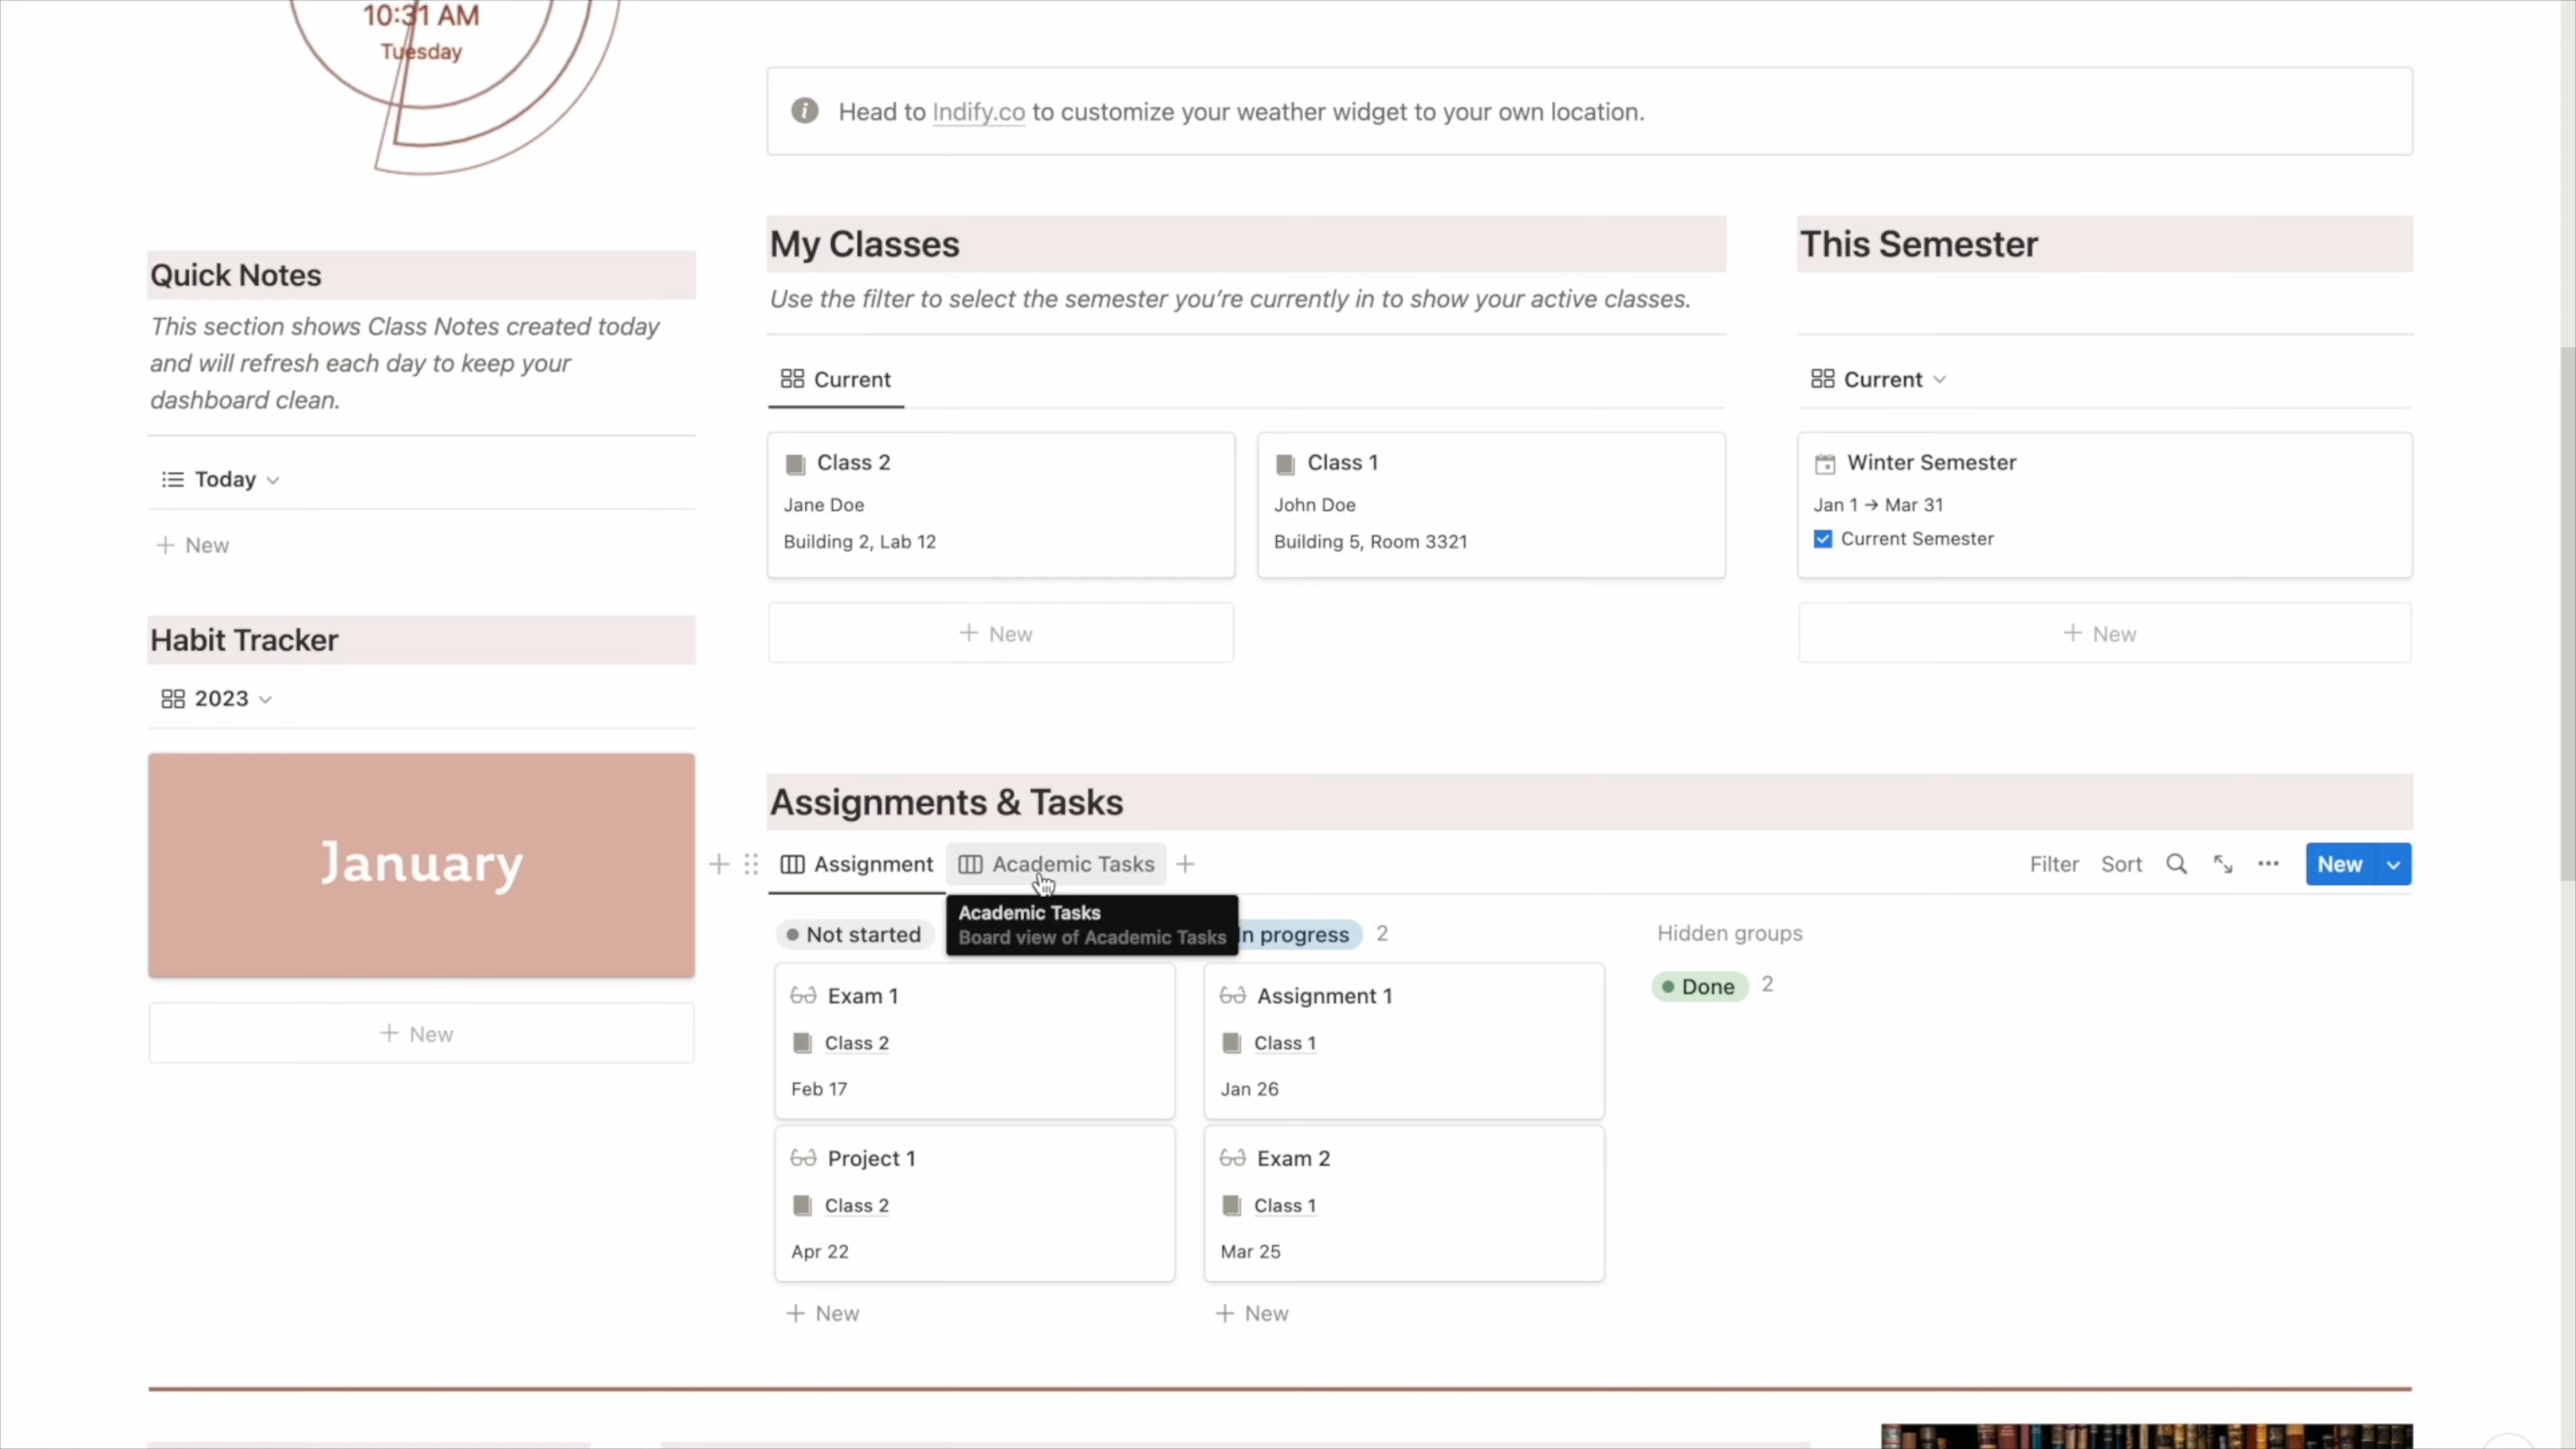 10:31 AM
Tuesday
Head to Indify.co to customize your weather widget to your own location.
Quick Notes
This section shows Class Notes created today
and will refresh each day to keep your
dashboard clean.
Today
New
Habit Tracker
2023
January
New
My Classes
Use the filter to select the semester you're currently in to show your active classes.
Current
Class 2
Jane Doe
Building 2, Lab 12
Class 1
John Doe
Building 5, Room 3321
New
This Semester
Current
Winter Semester
Jan 1 → Mar 31
Current Semester
New
Assignments & Tasks
Assignment
Academic Tasks
Filter
Sort
New
Academic Tasks
Board view of Academic Tasks
Not started
In progress 2
Hidden groups
Done 2
Exam 1
Class 2
Feb 17
Project 1
Class 2
Apr 22
New
Assignment 1
Class 1
Jan 26
Exam 2
Class 1
Mar 25
New